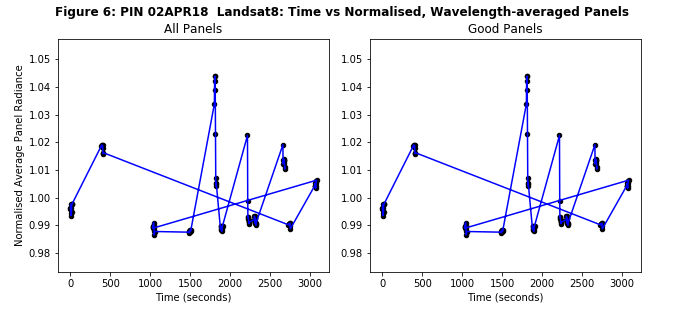 Figure 6: PIN 02APR18  Landsat8: Time vs Normalised, Wavelength-averaged Panels
All Panels
Good Panels
Normalised Average Panel Radiance
1.05 1.05
1.04 1.04
1.03 1.03
1.02 1.02
1.01 1.01
1.00 1.00
0.99 0.99
0.98 0.98
0 500 1000 1500 2000 2500 3000 0 500 1000 1500 2000 2500 3000
Time (seconds) Time (seconds)